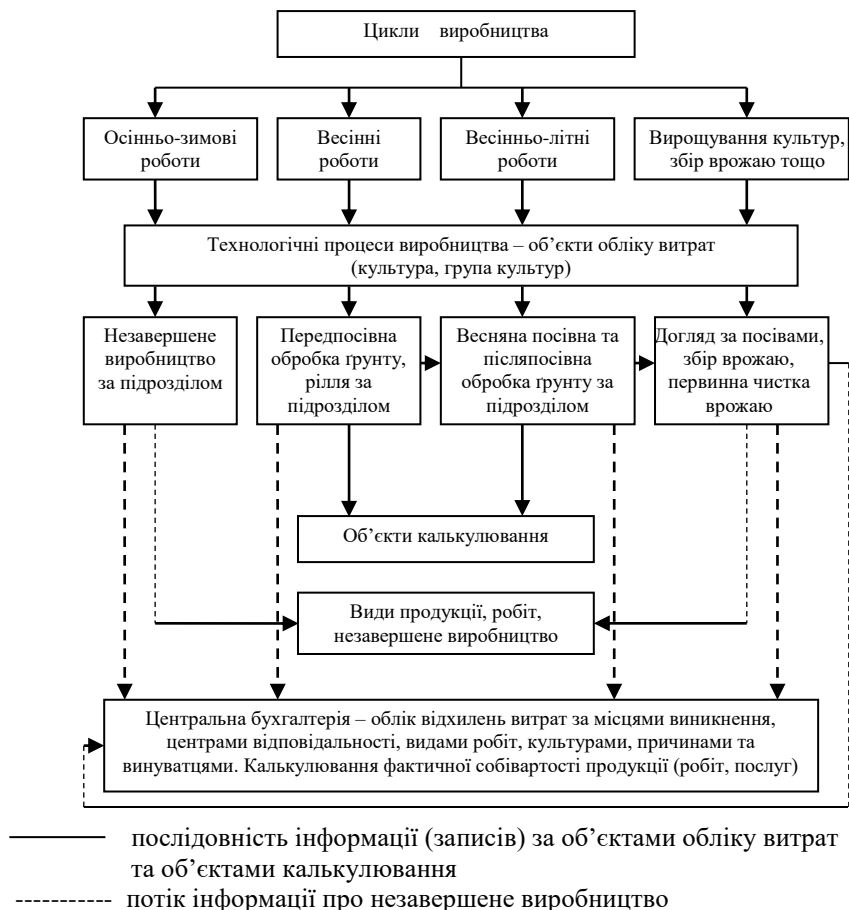 Цикли виробництва
Осінньо-зимові
роботи
Весінні
роботи
Весінньо-літні
роботи
Вирощування культур,
збір врожаю тощо
Технологічні процеси виробництва – об’єкти обліку витрат
(культура, група культур)
Незавершене
виробництво
за підрозділом
Передпосівна
обробка ґрунту,
рілля за
підрозділом
Весняна посівна та
післяпосівна
обробка ґрунту за
підрозділом
Догляд за посівами,
збір врожаю,
первинна чистка
врожаю
Об’єкти калькулювання
Види продукції, робіт,
незавершене виробництво
Центральна бухгалтерія – облік відхилень витрат за місцями виникнення,
центрами відповідальності, видами робіт, культурами, причинами та
винуватцями. Калькулювання фактичної собівартості продукції (робіт, послуг)
послідовність інформації (записів) за об’єктами обліку витрат
та об’єктами калькулювання
потік інформації про незавершене виробництво